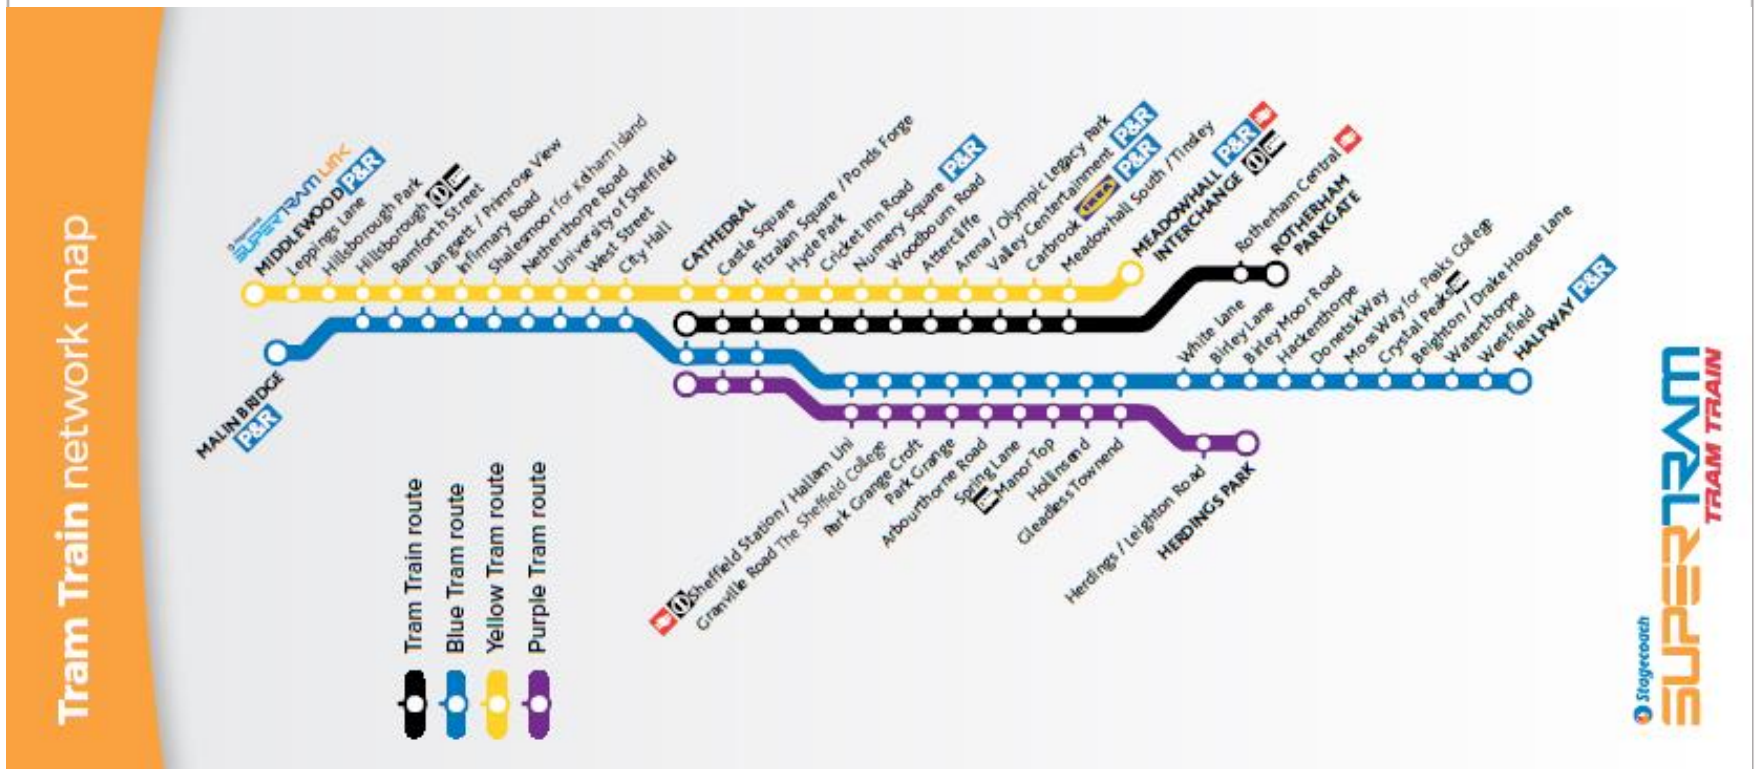 Tram Train network map
SUPERTRAM LINK
MIDDLEWOOD P&R
Leppings Lane
Hillsborough Park
Hillsborough
Bamforth Street
Langsett / Primrose View
Infirmary Road
Shalesmoor for Kelham Island
Netherthorpe Road
University of Sheffield
West Street
City Hall
CATHEDRAL
Castle Square
Fitzalan Square / Ponds Forge
Hyde Park
Cricket Inn Road
Nunnery Square P&R
Woodbourn Road
Attercliffe
Arena / Olympic Legacy Park
Valley Centertainment P&R
Carbrook IKEA P&R
Meadowhall South / Tinsley
MEADOWHALL P&R
INTERCHANGE
Rotherham Central
ROTHERHAM
PARKGATE
MALIN BRIDGE
P&R
White Lane
Birley Lane
Birley Moor Road
Hackenthorpe
Donetsk Way
Moss Way for Peaks College
Crystal Peaks
Beighton / Drake House Lane
Waterthorpe
Westfield
HALFWAY P&R
Sheffield Station / Hallam Uni
Granville Road The Sheffield College
Park Grange Croft
Park Grange
Arbourthorne Road
Spring Lane
Manor Top
Hollinsend
Gleadless Townend
Herdings / Leighton Road
HERDINGS PARK
Tram Train route
Blue Tram route
Yellow Tram route
Purple Tram route
Stagecoach
SUPERTRAM
TRAM TRAIN